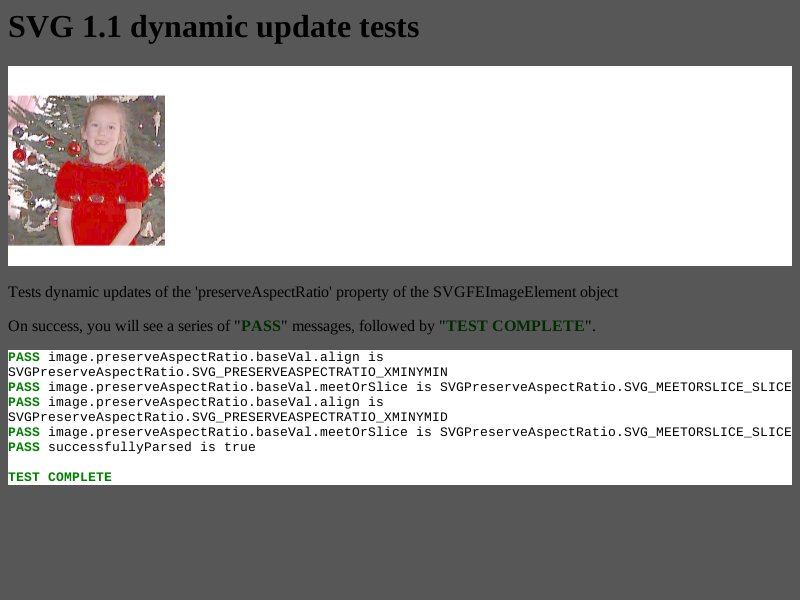 SVG 1.1 dynamic update tests
Tests dynamic updates of the 'preserveAspectRatio' property of the SVGFEImageElement object
On success, you will see a series of "PASS" messages, followed by "TEST COMPLETE".
PASS image.preserveAspectRatio.baseVal.align is
SVGPreserveAspectRatio.SVG_PRESERVEASPECTRATIO_XMINYMIN
PASS image.preserveAspectRatio.baseVal.meetOrSlice is SVGPreserveAspectRatio.SVG_MEETORSLICE_SLICE
PASS image.preserveAspectRatio.baseVal.align is
SVGPreserveAspectRatio.SVG_PRESERVEASPECTRATIO_XMINYMID
PASS image.preserveAspectRatio.baseVal.meetOrSlice is SVGPreserveAspectRatio.SVG_MEETORSLICE_SLICE
PASS successfullyParsed is true
TEST COMPLETE